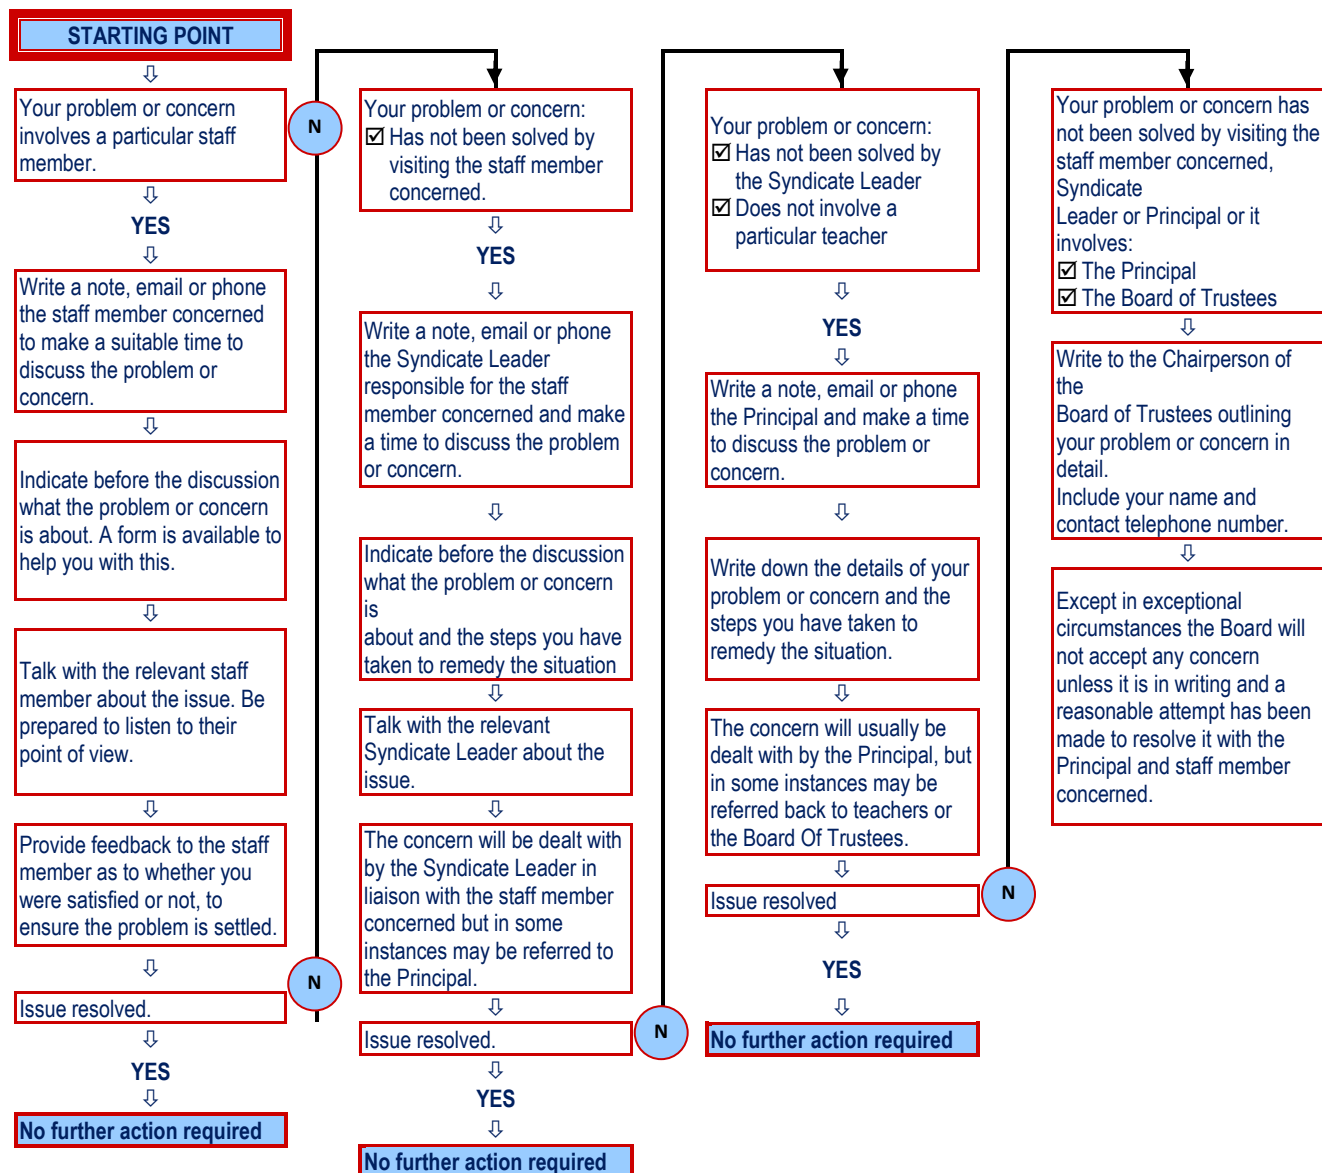 STARTING POINT
Your problem or concern
involves a particular staff
member.
N
YES
Write a note, email or phone
the staff member concerned
to make a suitable time to
discuss the problem or
concern.
Indicate before the discussion
what the problem or concern
is about. A form is available to
help you with this.
Talk with the relevant staff
member about the issue. Be
prepared to listen to their
point of view.
Provide feedback to the staff
member as to whether you
were satisfied or not, to
ensure the problem is settled.
N
Issue resolved.
YES
No further action required
Your problem or concern:
☑ Has not been solved by
visiting the staff member
concerned.
YES
Write a note, email or phone
the Syndicate Leader
responsible for the staff
member concerned and make
a time to discuss the problem
or concern.
Indicate before the discussion
what the problem or concern
is
about and the steps you have
taken to remedy the situation
Talk with the relevant
Syndicate Leader about the
issue.
The concern will be dealt with
by the Syndicate Leader in
liaison with the staff member
concerned but in some
instances may be referred to
the Principal.
Issue resolved.
N
YES
No further action required
Your problem or concern:
☑ Has not been solved by
the Syndicate Leader
☑ Does not involve a
particular teacher
YES
Write a note, email or phone
the Principal and make a time
to discuss the problem or
concern.
Write down the details of your
problem or concern and the
steps you have taken to
remedy the situation.
The concern will usually be
dealt with by the Principal, but
in some instances may be
referred back to teachers or
the Board Of Trustees.
Issue resolved
N
YES
No further action required
Your problem or concern has
not been solved by visiting the
staff member concerned,
Syndicate
Leader or Principal or it
involves:
☑ The Principal
☑ The Board of Trustees
Write to the Chairperson of
the
Board of Trustees outlining
your problem or concern in
detail.
Include your name and
contact telephone number.
Except in exceptional
circumstances the Board will
not accept any concern
unless it is in writing and a
reasonable attempt has been
made to resolve it with the
Principal and staff member
concerned.